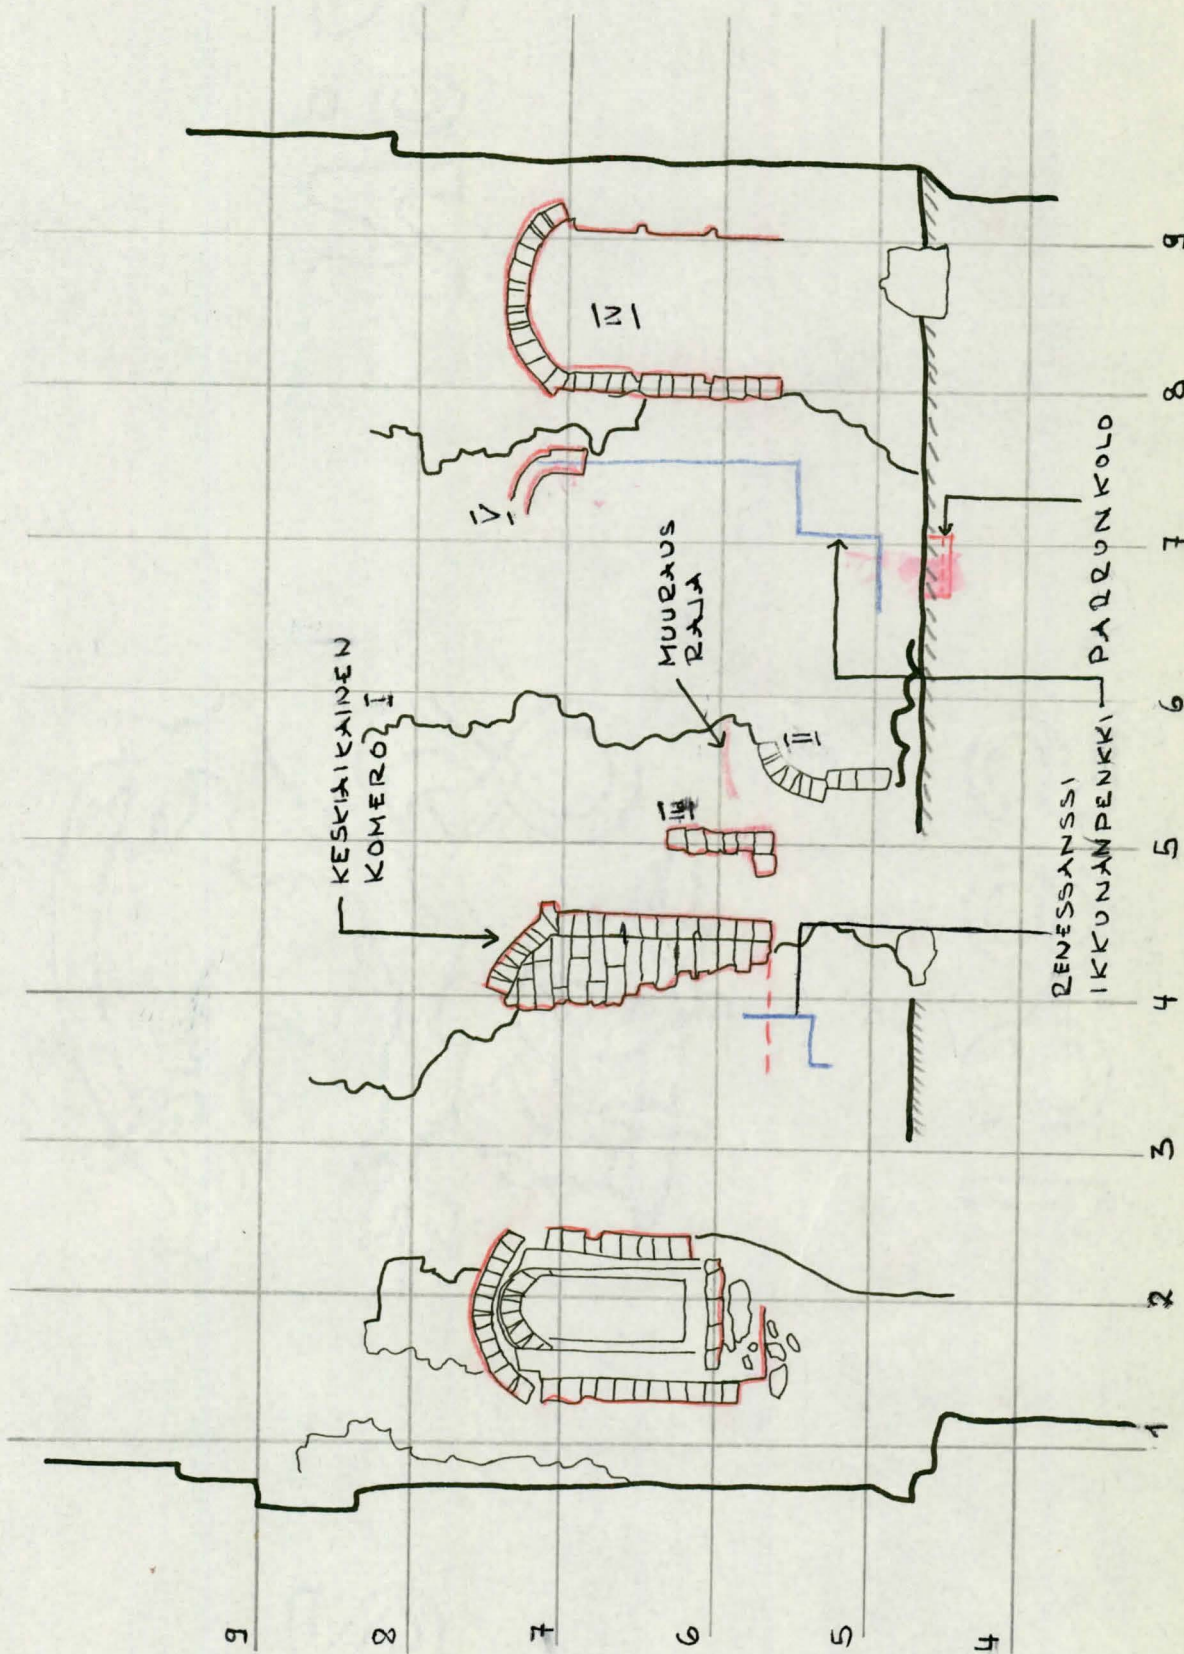 9
8
7
6
5
4
KESKIAIKAINEN
KOMERO I
V
IV
III
MUURAUS
RAJA
II
RENESSANSSI
IKKUNANPENKKI
PARRUNKOLO
1 2 3 4 5 6 7 8 9